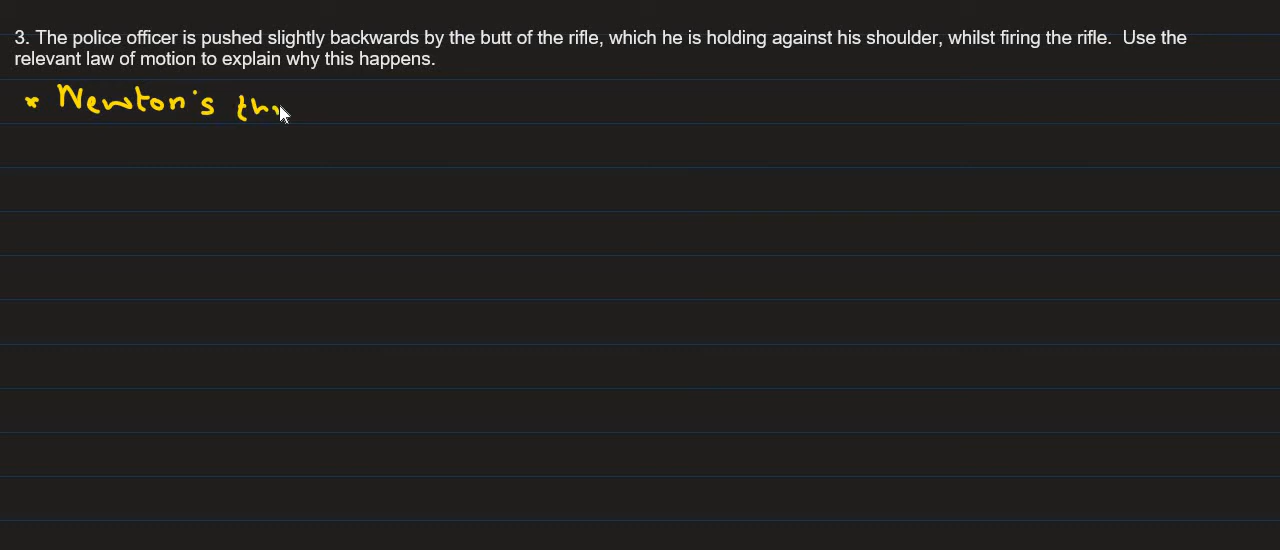 3. The police officer is pushed slightly backwards by the butt of the rifle, which he is holding against his shoulder, whilst firing the rifle. Use the
relevant law of motion to explain why this happens.
* Newton's thi